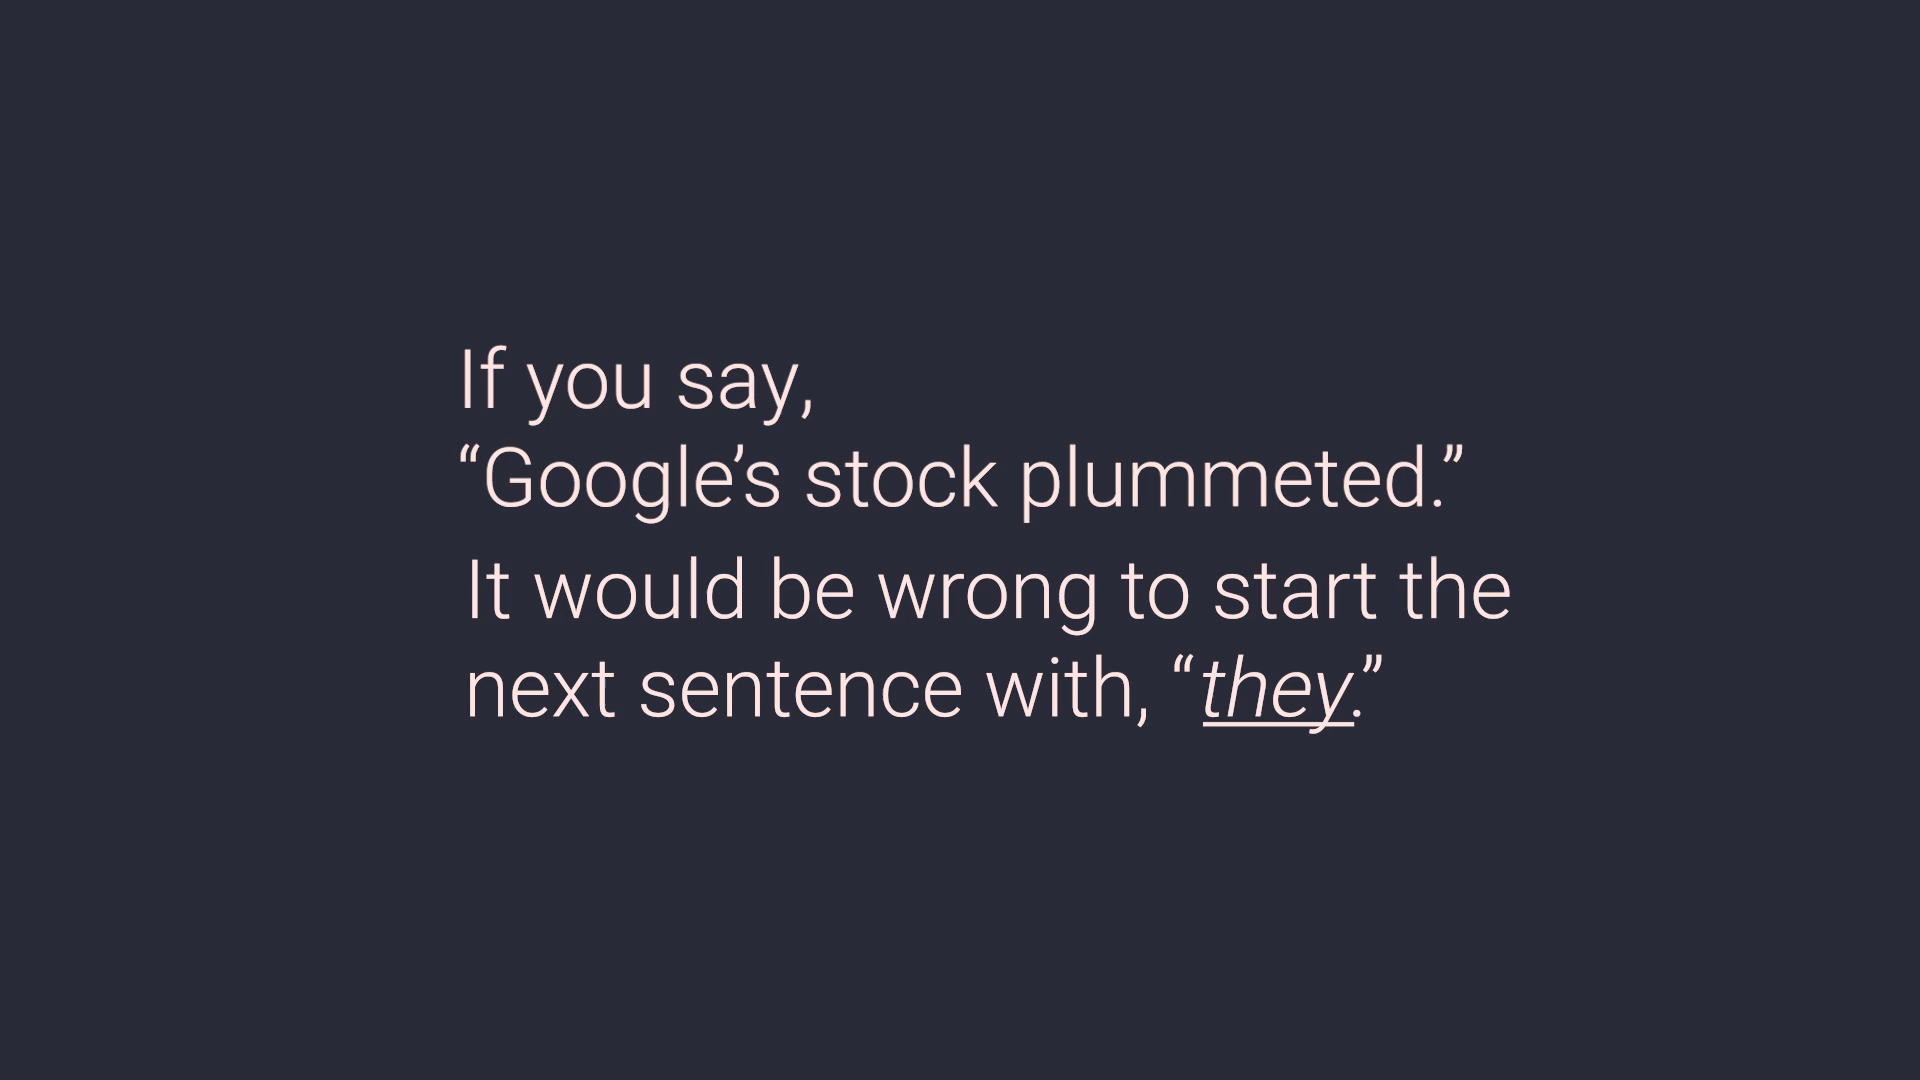 If you say,
“Google’s stock plummeted.”
It would be wrong to start the
next sentence with, “they.”